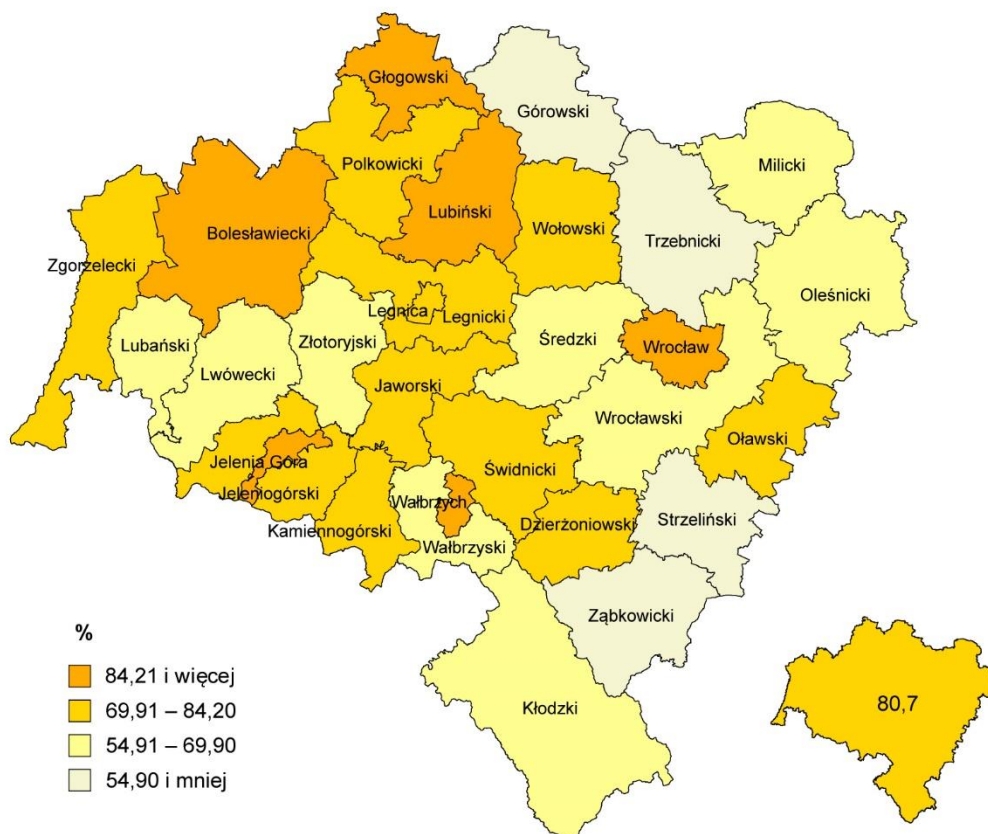 Głogowski
Górowski
Polkowicki
Milicki
Lubiński
Bolesławiecki
Wołowski
Trzebnicki
Zgorzelecki
Oleśnicki
Legnica
Legnicki
Lubański
Złotoryjski
Średzki
Wrocław
Lwówecki
Jaworski
Wrocławski
Oławski
Jelenia Góra
Świdnicki
Jeleniogórski
Wałbrzych
Strzeliński
Kamiennogórski
Dzierżoniowski
Wałbrzyski
Ząbkowicki
Kłodzki
%
84,21 i więcej
69,91 – 84,20
54,91 – 69,90
54,90 i mniej
80,7